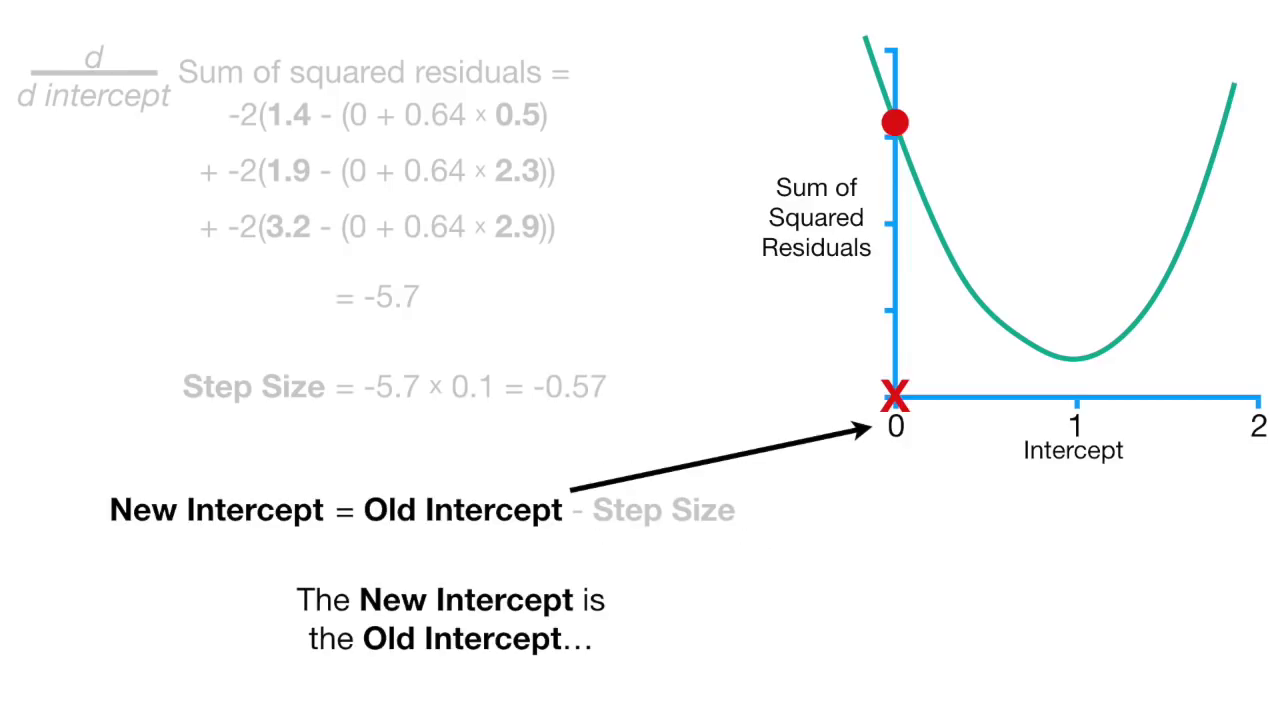 d
d intercept
Sum of squared residuals =
-2(1.4 - (0 + 0.64 × 0.5)
+ -2(1.9 - (0 + 0.64 × 2.3))
+ -2(3.2 - (0 + 0.64 × 2.9))
= -5.7
Step Size = -5.7 × 0.1 = -0.57
New Intercept = Old Intercept - Step Size
The New Intercept is
the Old Intercept…
Sum of
Squared
Residuals
X
0 1 2
Intercept